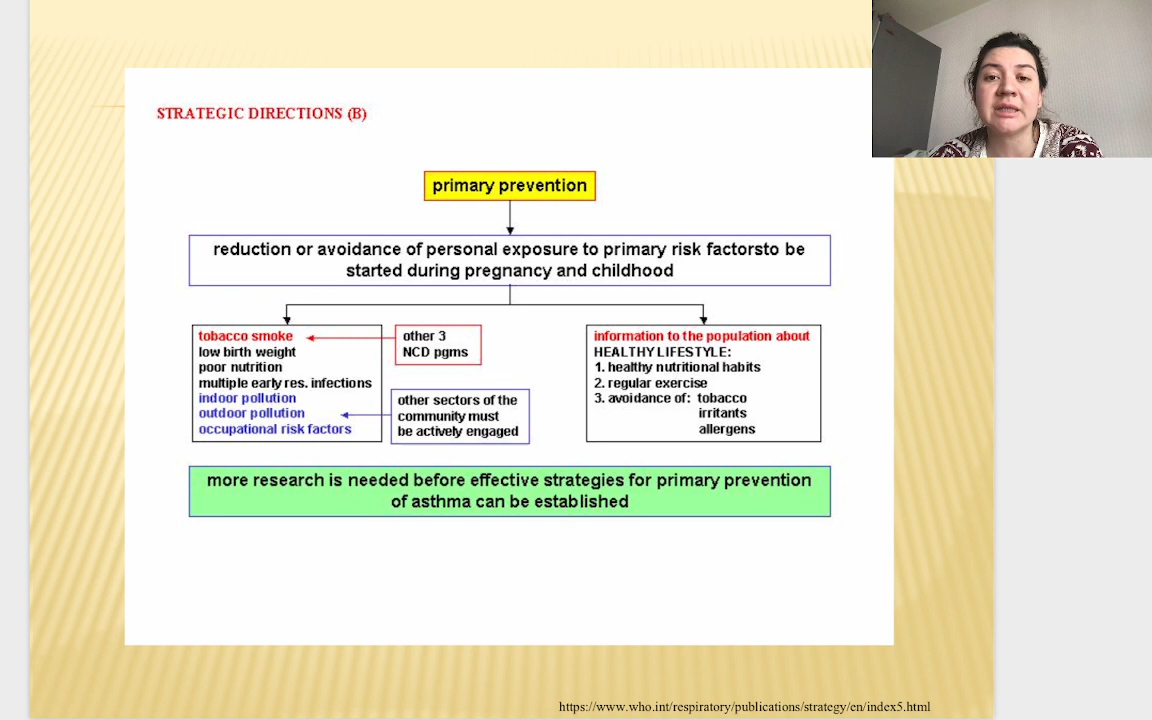 STRATEGIC DIRECTIONS (B)
primary prevention
reduction or avoidance of personal exposure to primary risk factorsto be
started during pregnancy and childhood
tobacco smoke
low birth weight
poor nutrition
multiple early res. infections
indoor pollution
outdoor pollution
occupational risk factors
other 3
NCD pgms
other sectors of the
community must
be actively engaged
information to the population about
HEALTHY LIFESTYLE:
1. healthy nutritional habits
2. regular exercise
3. avoidance of: tobacco
irritants
allergens
more research is needed before effective strategies for primary prevention
of asthma can be established
https://www.who.int/respiratory/publications/strategy/en/index5.html